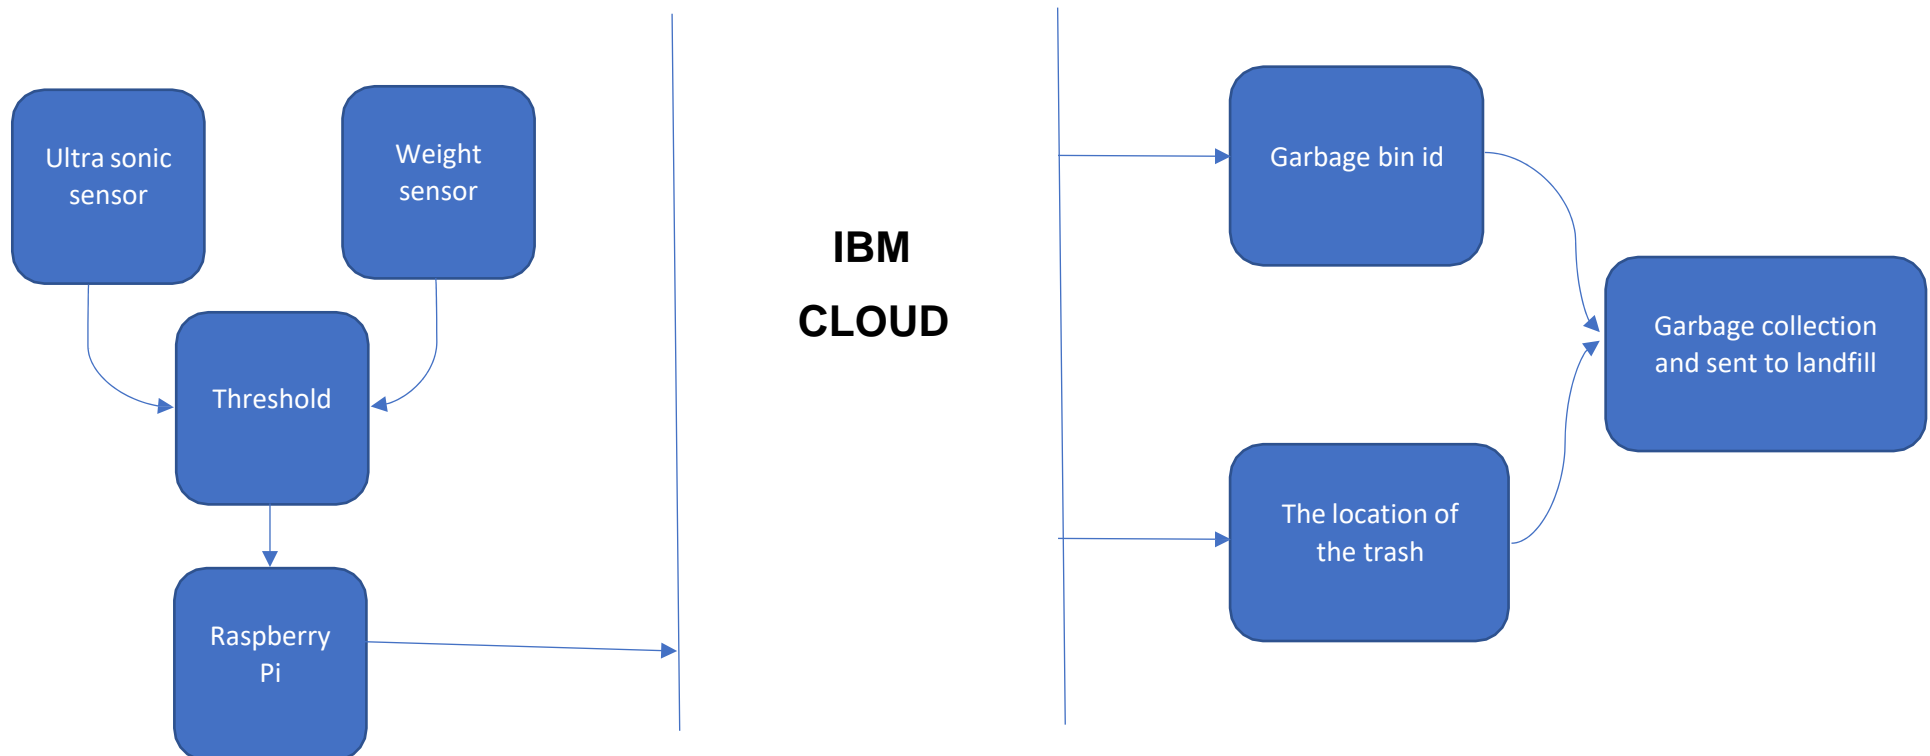 Ultra sonic
sensor
Weight
sensor
Threshold
Raspberry
Pi
IBM
CLOUD
Garbage bin id
The location of
the trash
Garbage collection
and sent to landfill